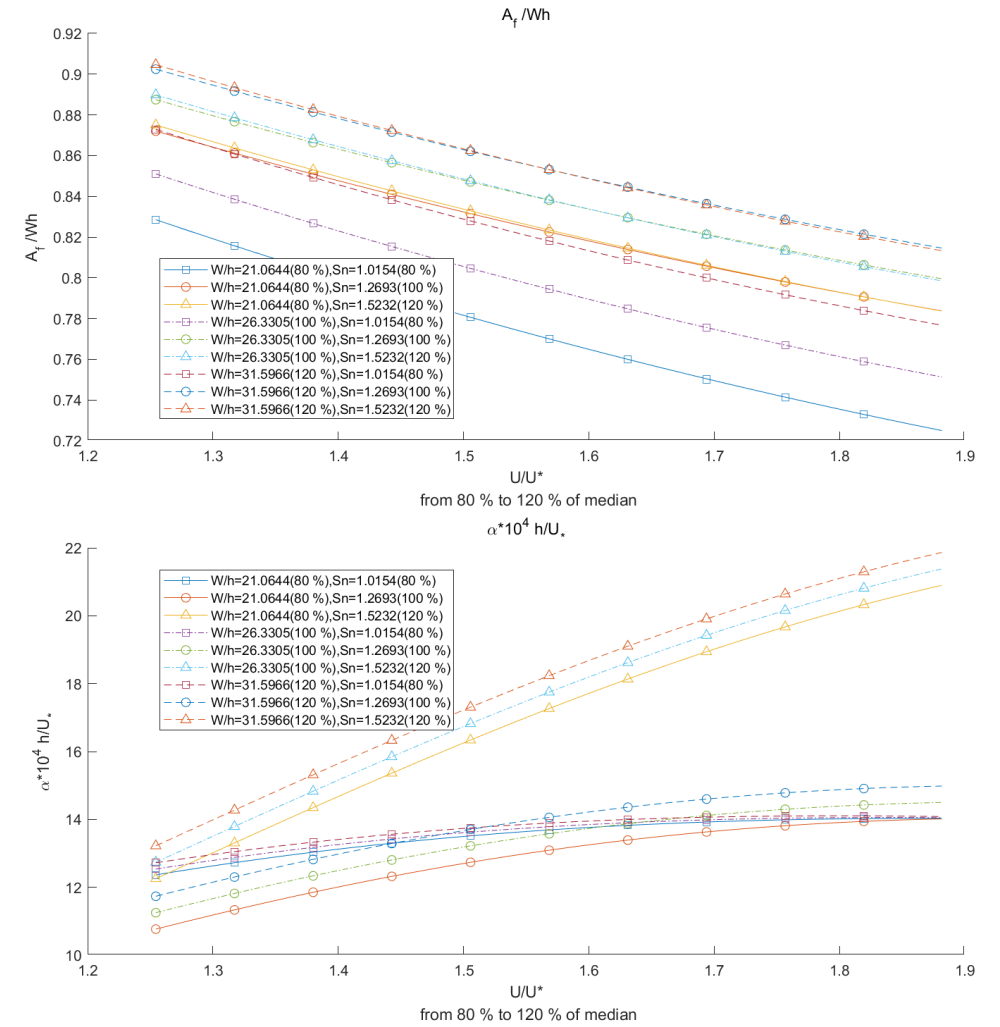 A_f /Wh
0.92
0.9
0.88
0.86
0.84
0.82
0.8
0.78
0.76
0.74
0.72
A_f /Wh
W/h=21.0644(80 %),Sn=1.0154(80 %)
W/h=21.0644(80 %),Sn=1.2693(100 %)
W/h=21.0644(80 %),Sn=1.5232(120 %)
W/h=26.3305(100 %),Sn=1.0154(80 %)
W/h=26.3305(100 %),Sn=1.2693(100 %)
W/h=26.3305(100 %),Sn=1.5232(120 %)
W/h=31.5966(120 %),Sn=1.0154(80 %)
W/h=31.5966(120 %),Sn=1.2693(100 %)
W/h=31.5966(120 %),Sn=1.5232(120 %)
1.2 1.3 1.4 1.5 1.6 1.7 1.8 1.9
U/U*
from 80 % to 120 % of median
α*10^4 h/U_*
22
20
18
16
14
12
10
α*10^4 h/U_*
W/h=21.0644(80 %),Sn=1.0154(80 %)
W/h=21.0644(80 %),Sn=1.2693(100 %)
W/h=21.0644(80 %),Sn=1.5232(120 %)
W/h=26.3305(100 %),Sn=1.0154(80 %)
W/h=26.3305(100 %),Sn=1.2693(100 %)
W/h=26.3305(100 %),Sn=1.5232(120 %)
W/h=31.5966(120 %),Sn=1.0154(80 %)
W/h=31.5966(120 %),Sn=1.2693(100 %)
W/h=31.5966(120 %),Sn=1.5232(120 %)
1.2 1.3 1.4 1.5 1.6 1.7 1.8 1.9
U/U*
from 80 % to 120 % of median